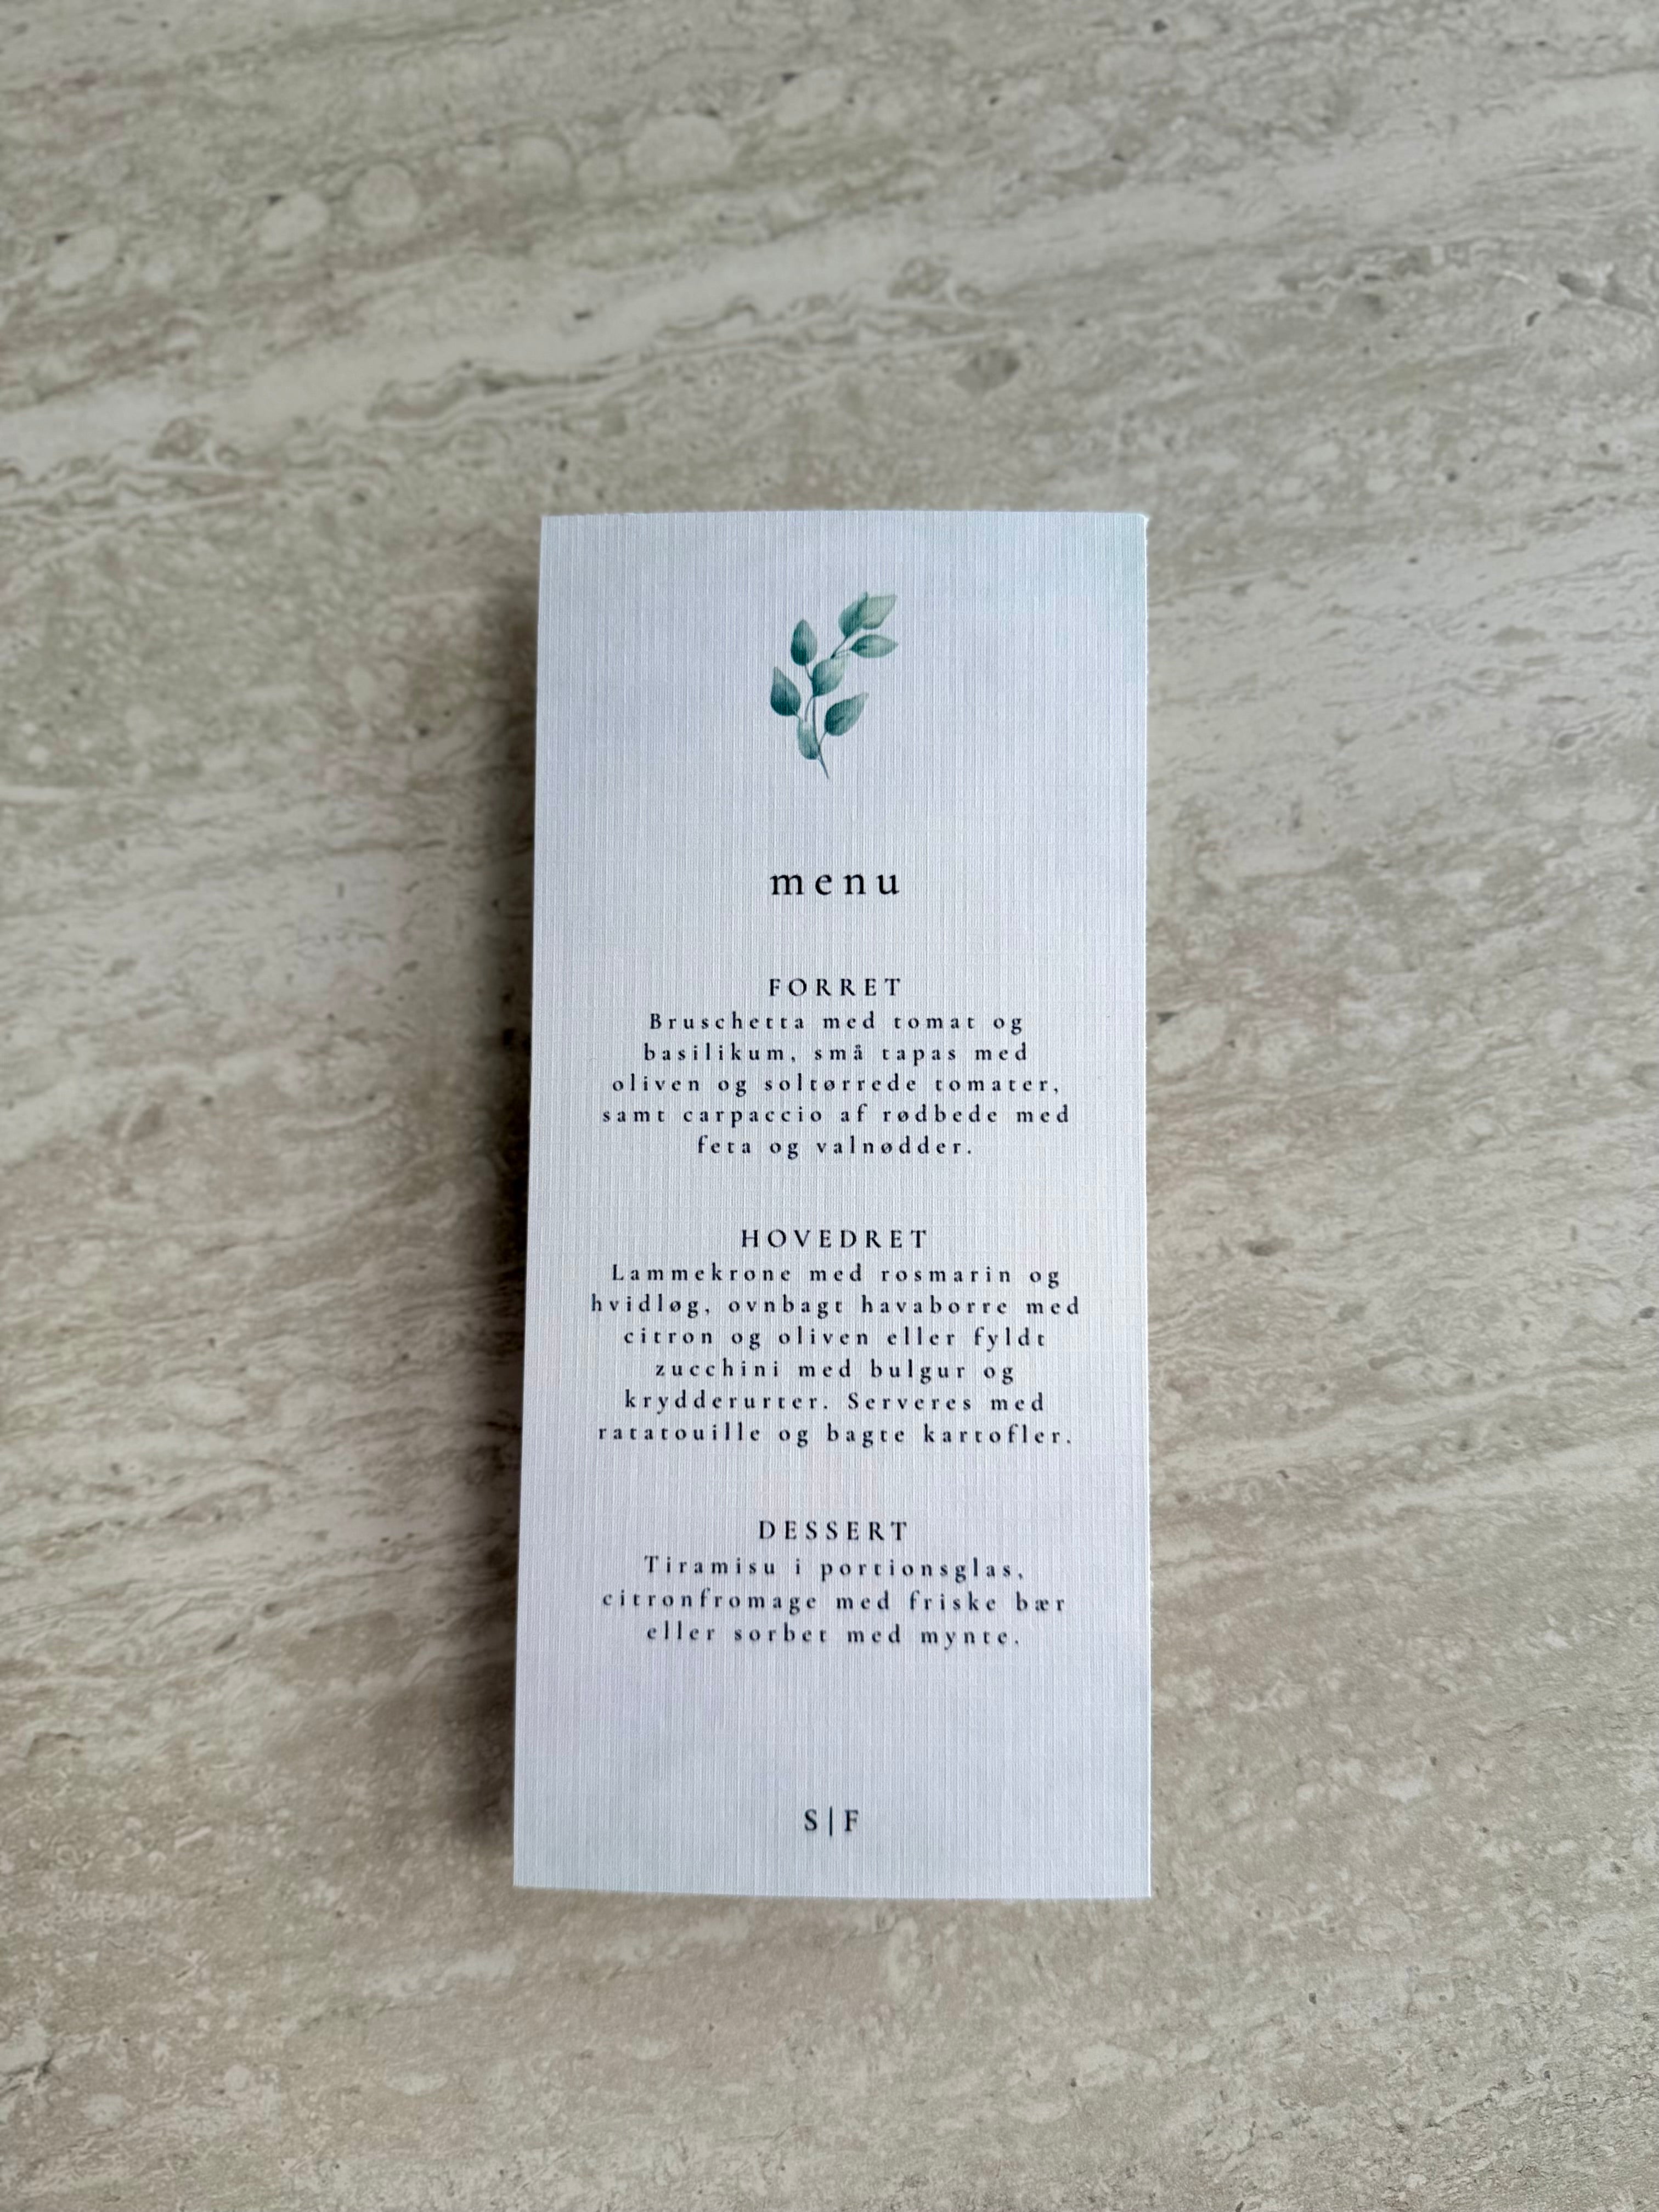 menu
FORRET
Bruschetta med tomat og
basilikum, små tapas med
oliven og soltørrede tomater,
samt carpaccio af rødbede med
feta og valnødder.
HOVEDRET
Lammekrone med rosmarin og
hvidløg, ovnbagt havaborre med
citron og oliven eller fyldt
zucchini med bulgur og
krydderurter. Serveres med
ratatouille og bagte kartofler.
DESSERT
Tiramisu i portionsglas,
citronfromage med friske bær
eller sorbet med mynte.
S|F